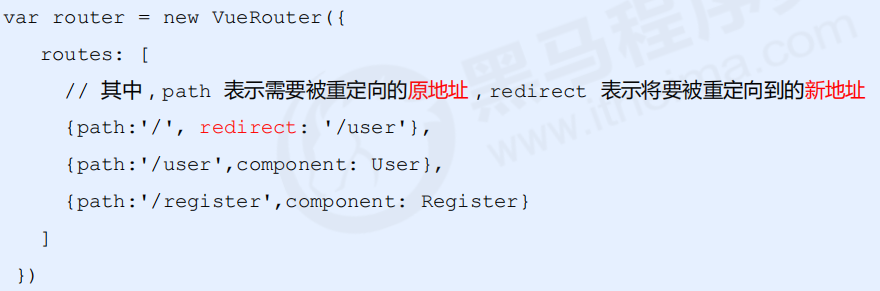 var router = new VueRouter({
routes: [
// 其中,path 表示需要被重定向的原地址,redirect 表示将要被重定向到的新地址
{path:'/', redirect: '/user'},
{path:'/user',component: User},
{path:'/register',component: Register}
]
})
黑马程序员
www.itheima.com